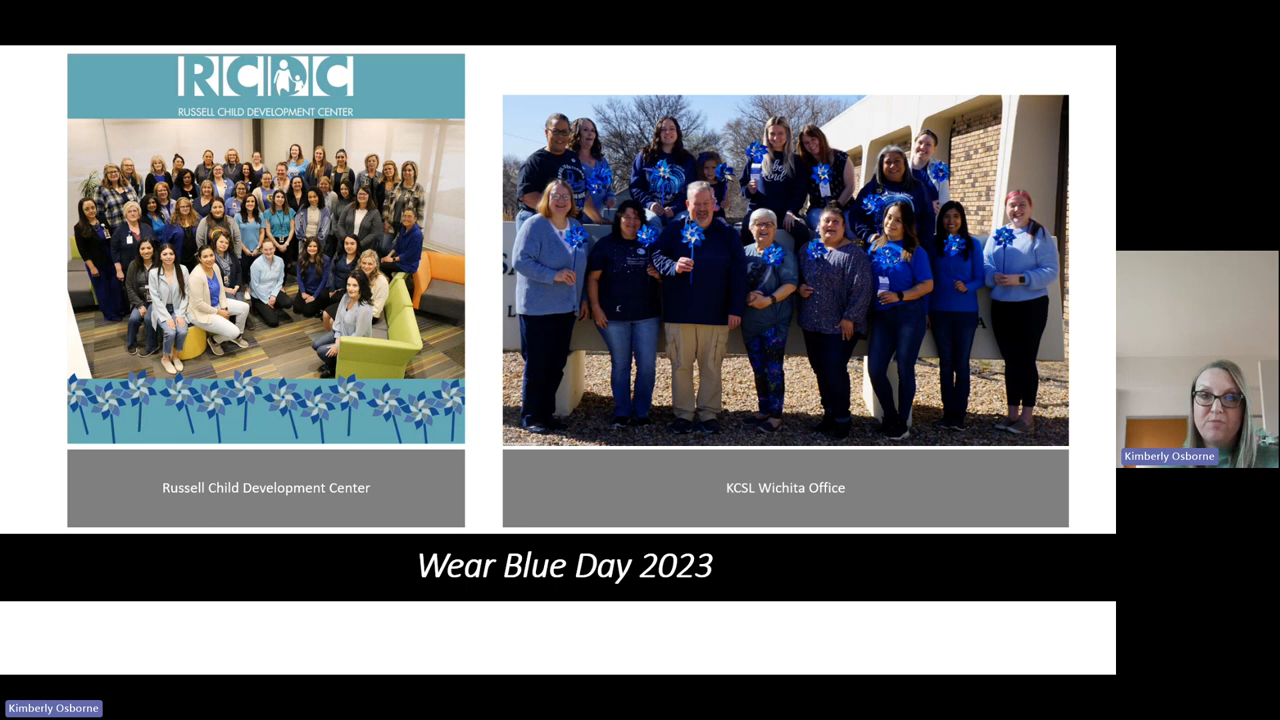 RCDC
RUSSELL CHILD DEVELOPMENT CENTER
Russell Child Development Center
KCSL Wichita Office
Wear Blue Day 2023
Kimberly Osborne
Kimberly Osborne